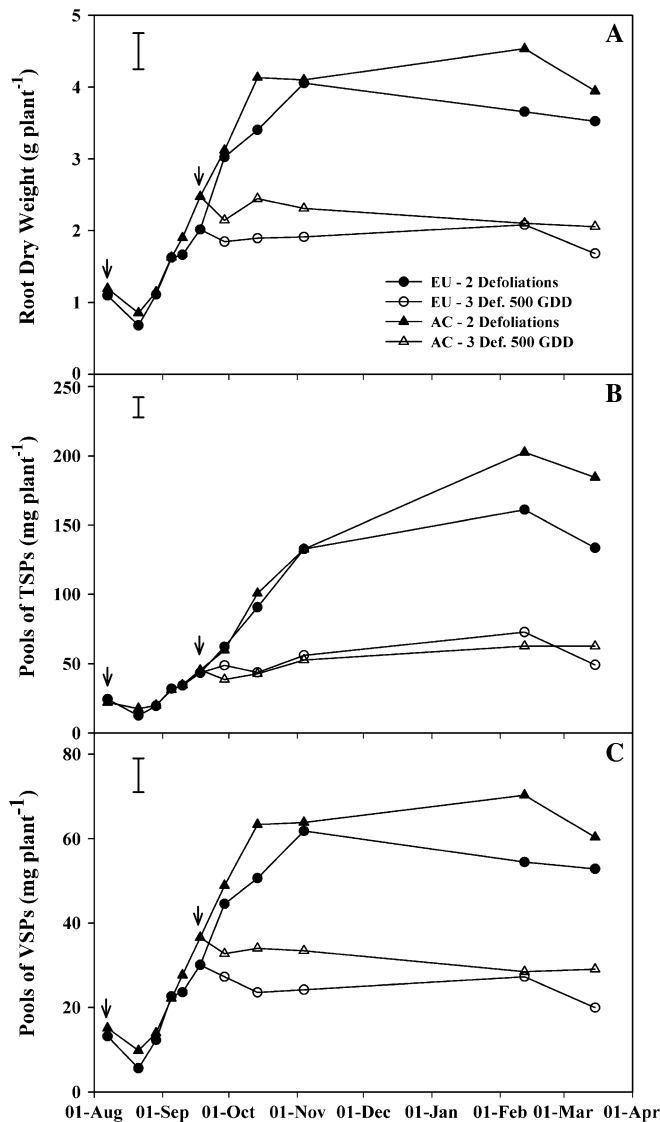 A
Root Dry Weight (g plant-1)
5
4
3
2
1
0
EU - 2 Defoliations
EU - 3 Def. 500 GDD
AC - 2 Defoliations
AC - 3 Def. 500 GDD
B
Pools of TSPs (mg plant-1)
250
200
150
100
50
0
C
Pools of VSPs (mg plant-1)
80
60
40
20
0
01-Aug 01-Sep 01-Oct 01-Nov 01-Dec 01-Jan 01-Feb 01-Mar 01-Apr